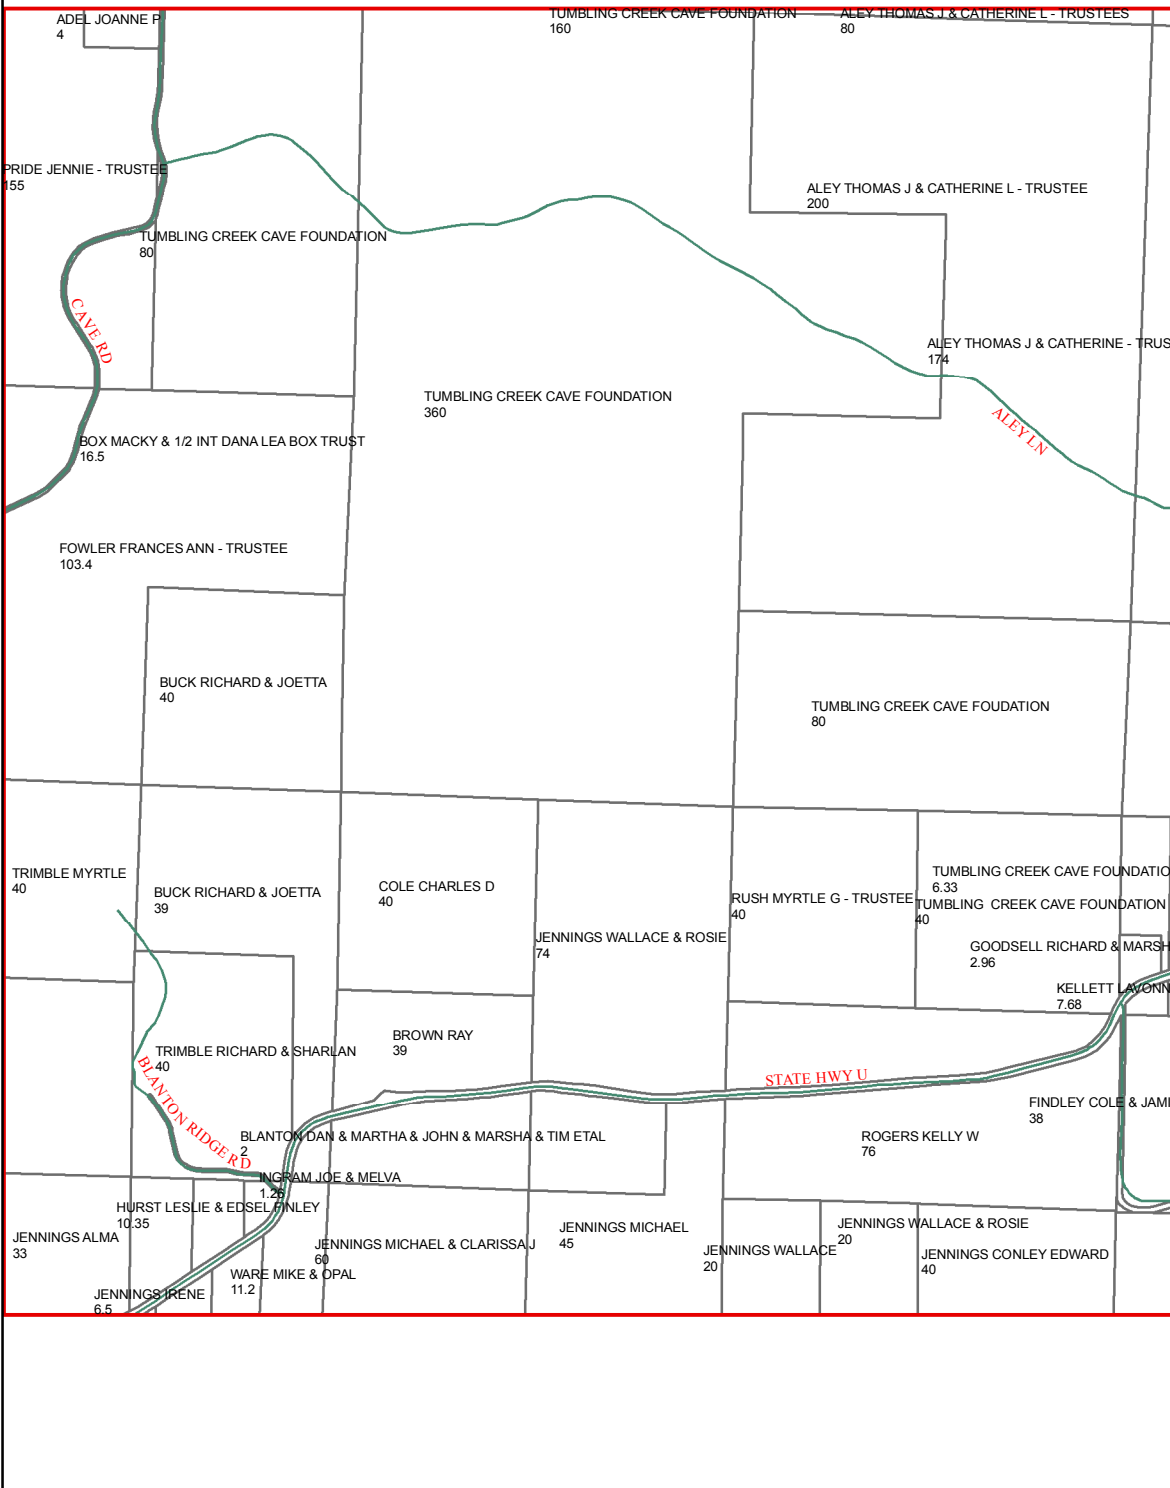 ADEL JOANNE P
4
TUMBLING CREEK CAVE FOUNDATION
160
ALEY THOMAS J & CATHERINE L - TRUSTEES
80
PRIDE JENNIE - TRUSTEE
155
ALEY THOMAS J & CATHERINE L - TRUSTEE
200
TUMBLING CREEK CAVE FOUNDATION
80
CAVE RD
ALEY THOMAS J & CATHERINE - TRUS
174
TUMBLING CREEK CAVE FOUNDATION
360
ALEY LN
BOX MACKY & 1/2 INT DANA LEA BOX TRUST
16.5
FOWLER FRANCES ANN - TRUSTEE
103.4
BUCK RICHARD & JOETTA
40
TUMBLING CREEK CAVE FOUDATION
80
TRIMBLE MYRTLE
40
BUCK RICHARD & JOETTA
39
COLE CHARLES D
40
RUSH MYRTLE G - TRUSTEE
40
TUMBLING CREEK CAVE FOUNDATIO
6.33
TUMBLING CREEK CAVE FOUNDATION
40
JENNINGS WALLACE & ROSIE
74
GOODSELL RICHARD & MARSH
2.96
KELLETT LAVONN
7.68
BROWN RAY
39
TRIMBLE RICHARD & SHARLAN
40
BLANTON RIDGE RD
STATE HWY U
FINDLEY COLE & JAMI
38
BLANTON DAN & MARTHA & JOHN & MARSHA & TIM ETAL
2
ROGERS KELLY W
76
INGRAM JOE & MELVA
1.26
HURST LESLIE & EDSEL FINLEY
10.35
JENNINGS ALMA
33
JENNINGS MICHAEL & CLARISSA J
60
JENNINGS MICHAEL
45
JENNINGS WALLACE
20
JENNINGS WALLACE & ROSIE
20
JENNINGS CONLEY EDWARD
40
WARE MIKE & OPAL
11.2
JENNINGS IRENE
6.5